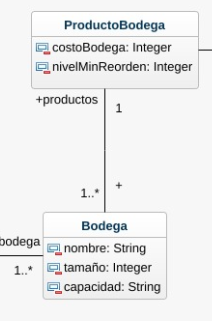 ProductoBodega
costoBodega: Integer
nivelMinReorden: Integer
+productos
1
1..*
+
Bodega
bodega
nombre: String
1..*
tamaño: Integer
capacidad: String